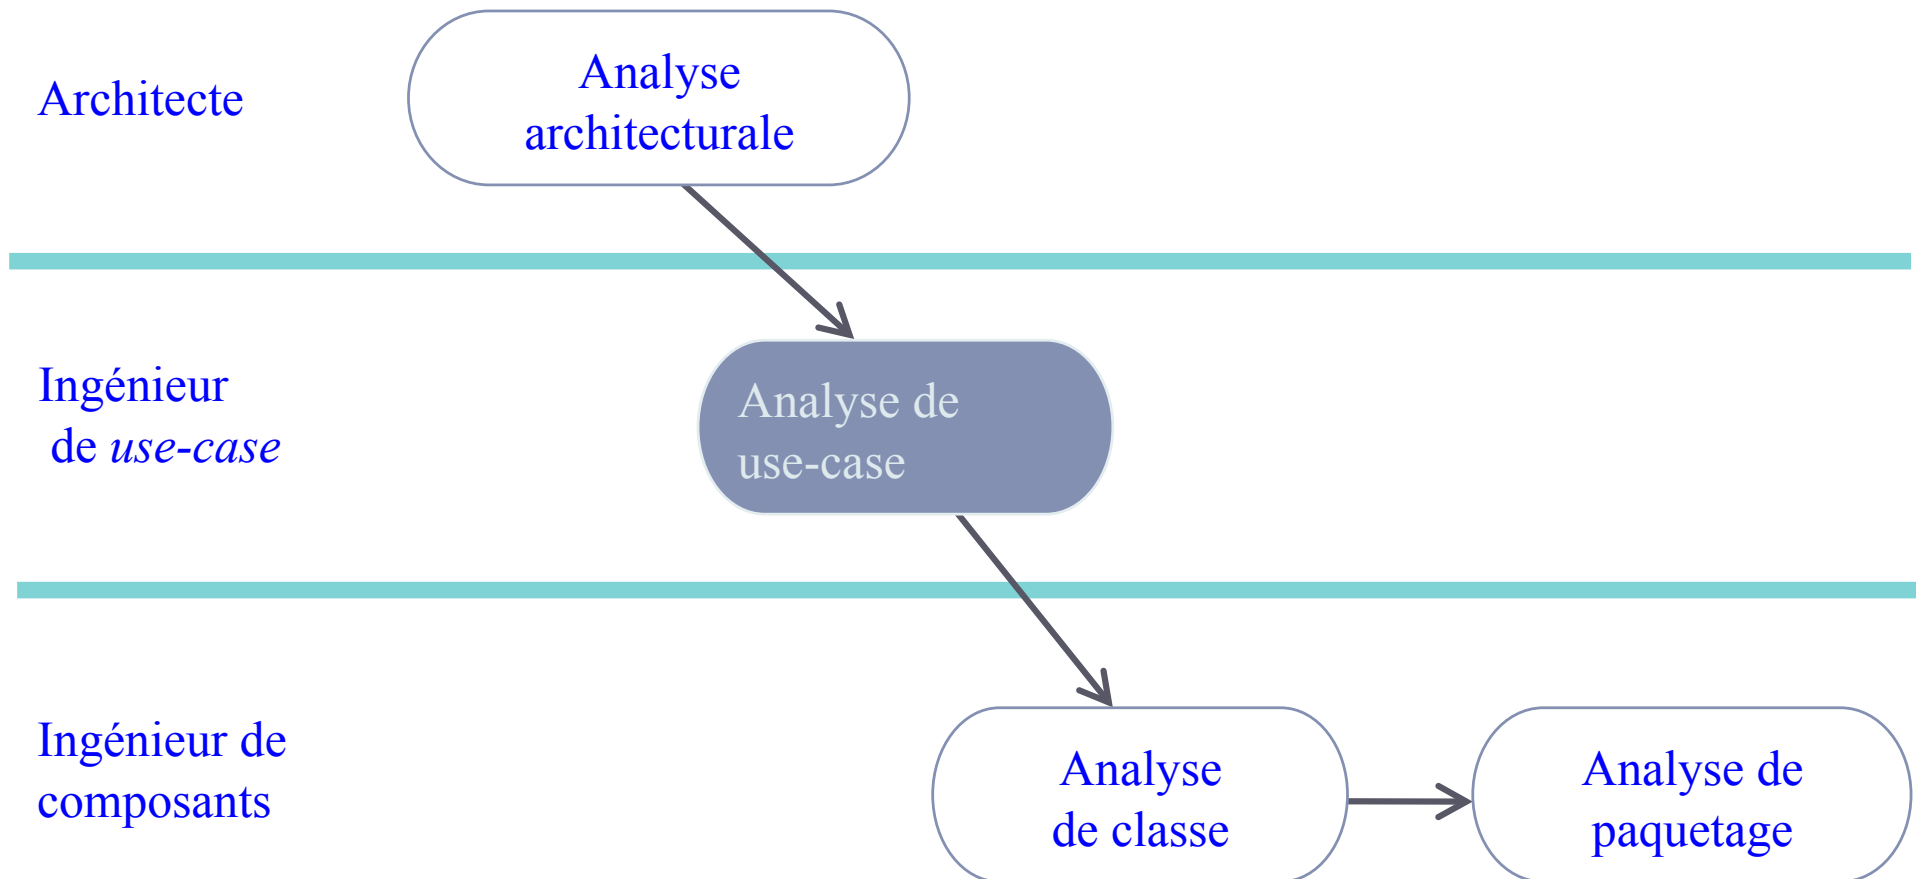 Architecte
Analyse
architecturale
Ingénieur
de use-case
Analyse de
use-case
Ingénieur de
composants
Analyse
de classe
Analyse de
paquetage